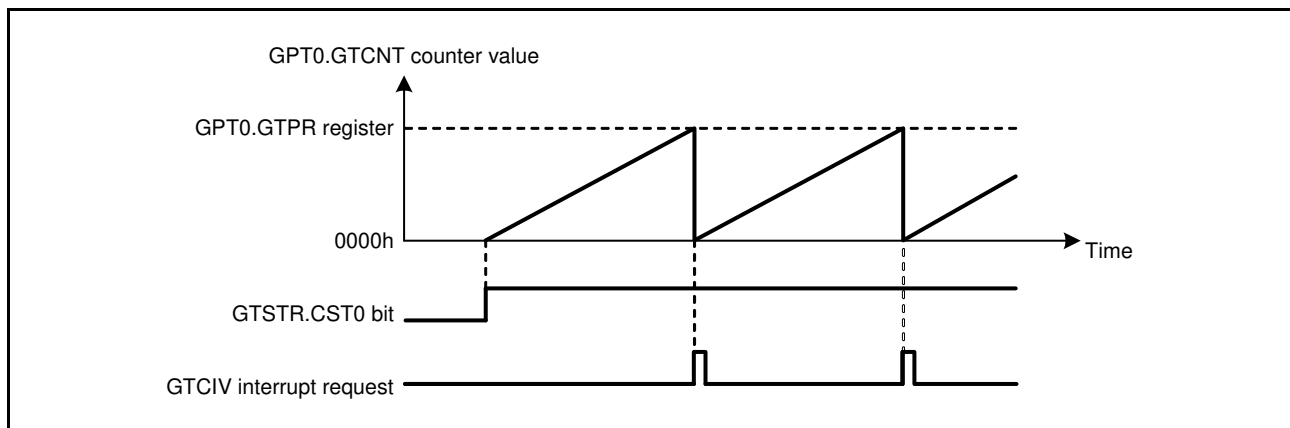 GPT0.GTCNT counter value
GPT0.GTPR register
0000h
Time
GTSTR.CST0 bit
GTCIV interrupt request